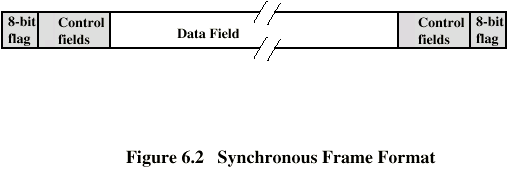 8-bit flag
Control fields
Data Field
Control fields
8-bit flag
Figure 6.2 Synchronous Frame Format